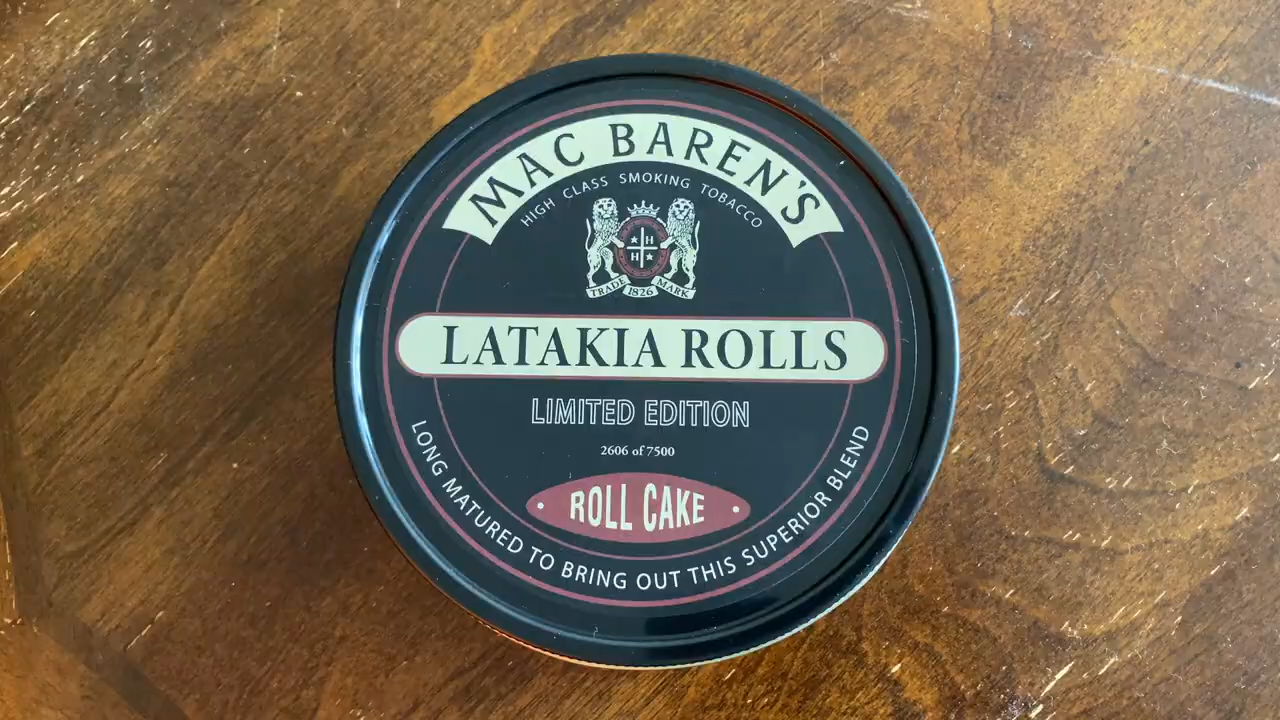 MAC BAREN'S
HIGH CLASS SMOKING TOBACCO
H
H
TRADE 1826 MARK
LATAKIA ROLLS
LIMITED EDITION
2606 of 7500
ROLL CAKE
LONG MATURED TO BRING OUT THIS SUPERIOR BLEND